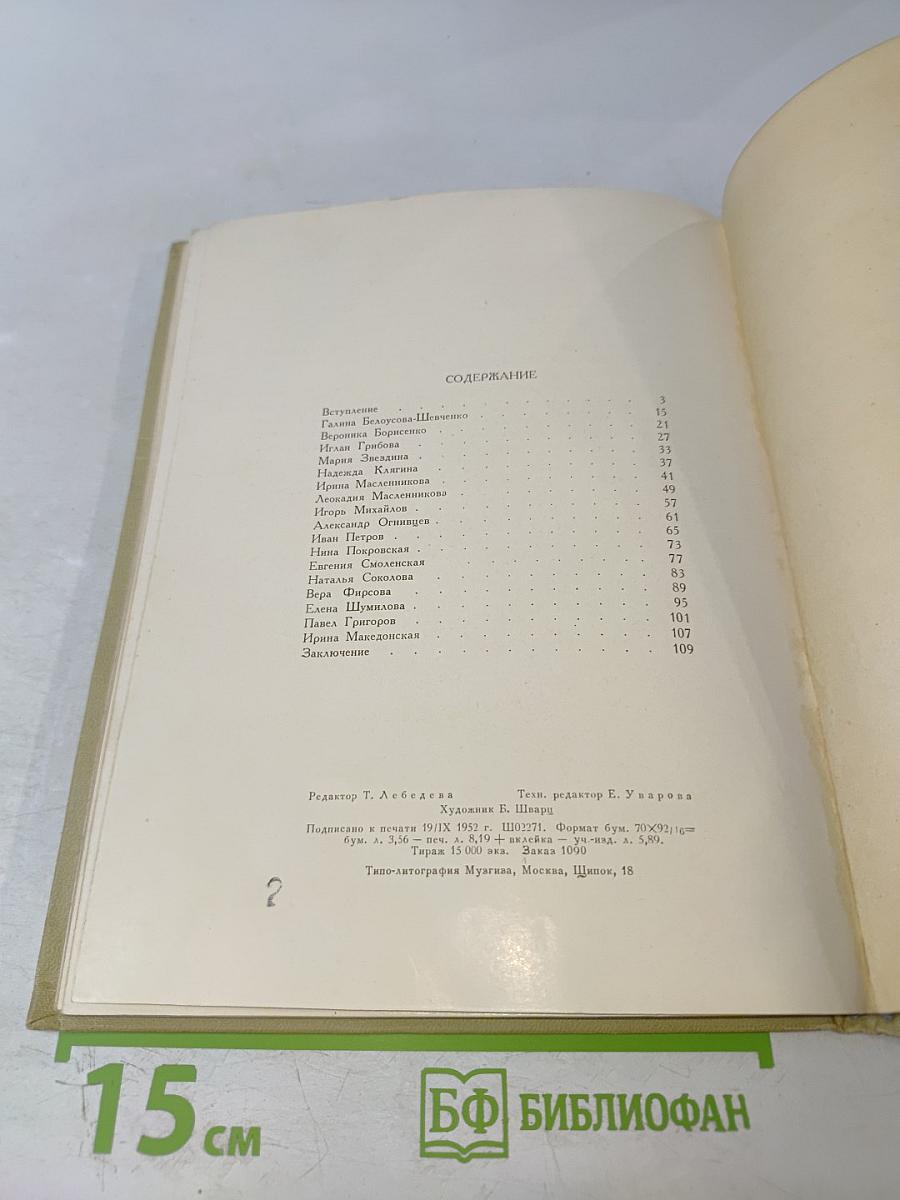 СОДЕРЖАНИЕ
Вступление . . . . . . . . . . . 3
Галина Белоусова-Шевченко . . . . . . . 15
Вероника Борисенко . . . . . . . . . 21
Иглан Грибова . . . . . . . . . . 27
Мария Звездина . . . . . . . . . . 33
Надежда Клягина . . . . . . . . . . 37
Ирина Масленникова . . . . . . . . . 41
Леокадия Масленникова . . . . . . . . 49
Игорь Михайлов . . . . . . . . . . 57
Александр Огнивцев . . . . . . . . . 61
Иван Петров . . . . . . . . . . . 65
Нина Покровская . . . . . . . . . . 73
Евгения Смоленская . . . . . . . . . 77
Наталья Соколова . . . . . . . . . 83
Вера Фирсова . . . . . . . . . . 89
Елена Шумилова . . . . . . . . . . 95
Павел Григоров . . . . . . . . . . 101
Ирина Македонская . . . . . . . . . 107
Заключение . . . . . . . . . . . 109
Редактор Т. Лебедева Техн. редактор Е. Уварова
Художник Б. Шварц
Подписано к печати 19/IX 1952 г. Ш02271. Формат бум. 70×92/16=
бум. л. 3,56 — печ. л. 8,19 + вклейка — уч.-изд. л. 5,89.
Тираж 15 000 экз. Заказ 1090
Типо-литография Музгиза, Москва, Щипок, 18
2
15 см
БФ БИБЛИОФАН